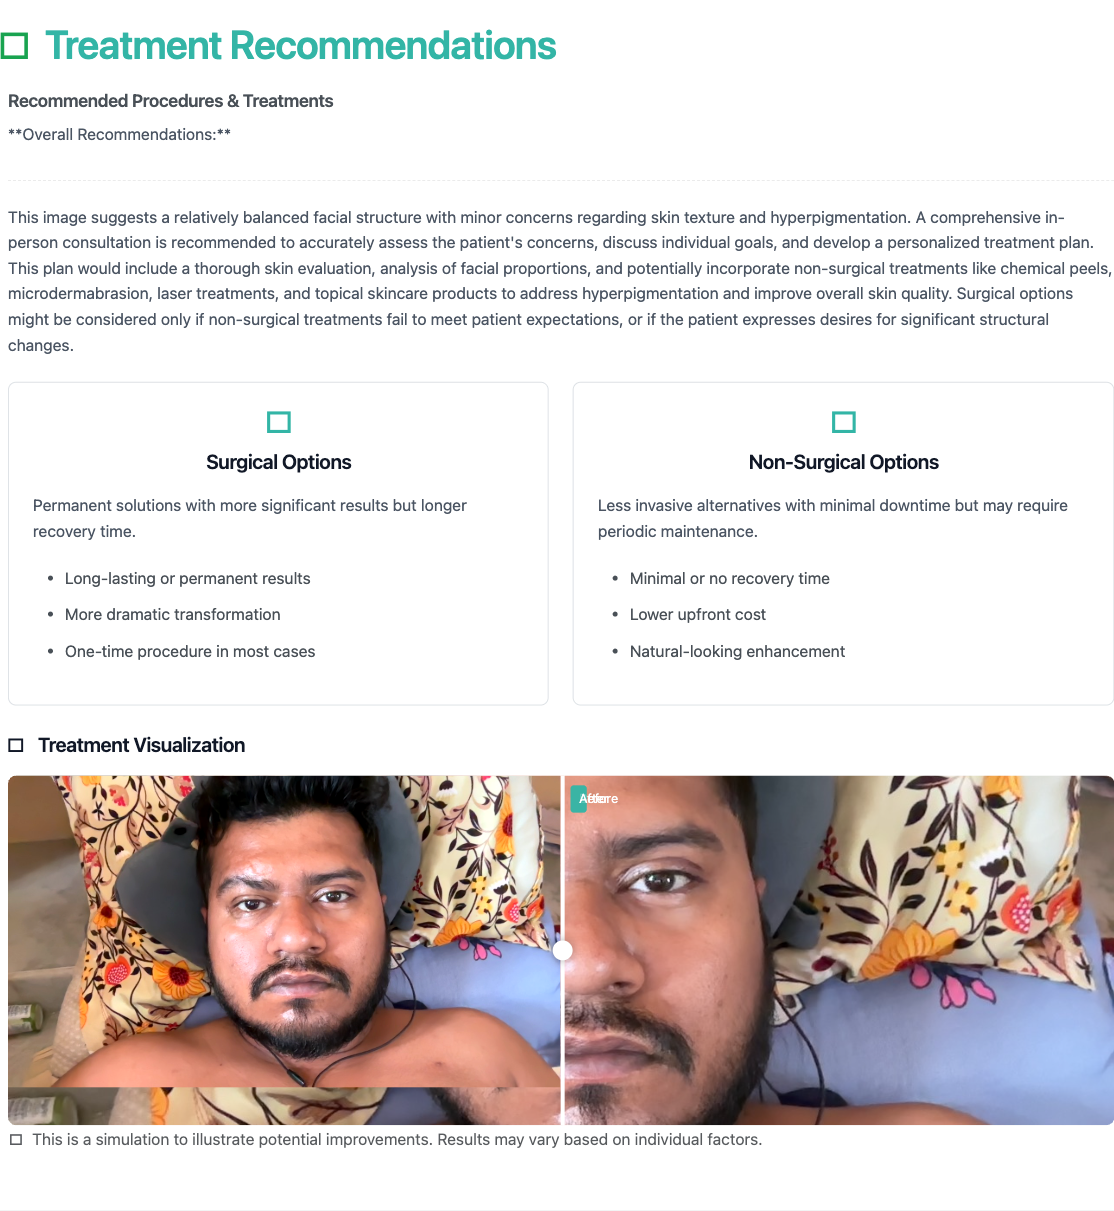 Treatment Recommendations
Recommended Procedures & Treatments
**Overall Recommendations:**
This image suggests a relatively balanced facial structure with minor concerns regarding skin texture and hyperpigmentation. A comprehensive in-
person consultation is recommended to accurately assess the patient's concerns, discuss individual goals, and develop a personalized treatment plan.
This plan would include a thorough skin evaluation, analysis of facial proportions, and potentially incorporate non-surgical treatments like chemical peels,
microdermabrasion, laser treatments, and topical skincare products to address hyperpigmentation and improve overall skin quality. Surgical options
might be considered only if non-surgical treatments fail to meet patient expectations, or if the patient expresses desires for significant structural
changes.
Surgical Options
Permanent solutions with more significant results but longer
recovery time.
• Long-lasting or permanent results
• More dramatic transformation
• One-time procedure in most cases
Non-Surgical Options
Less invasive alternatives with minimal downtime but may require
periodic maintenance.
• Minimal or no recovery time
• Lower upfront cost
• Natural-looking enhancement
Treatment Visualization
This is a simulation to illustrate potential improvements. Results may vary based on individual factors.